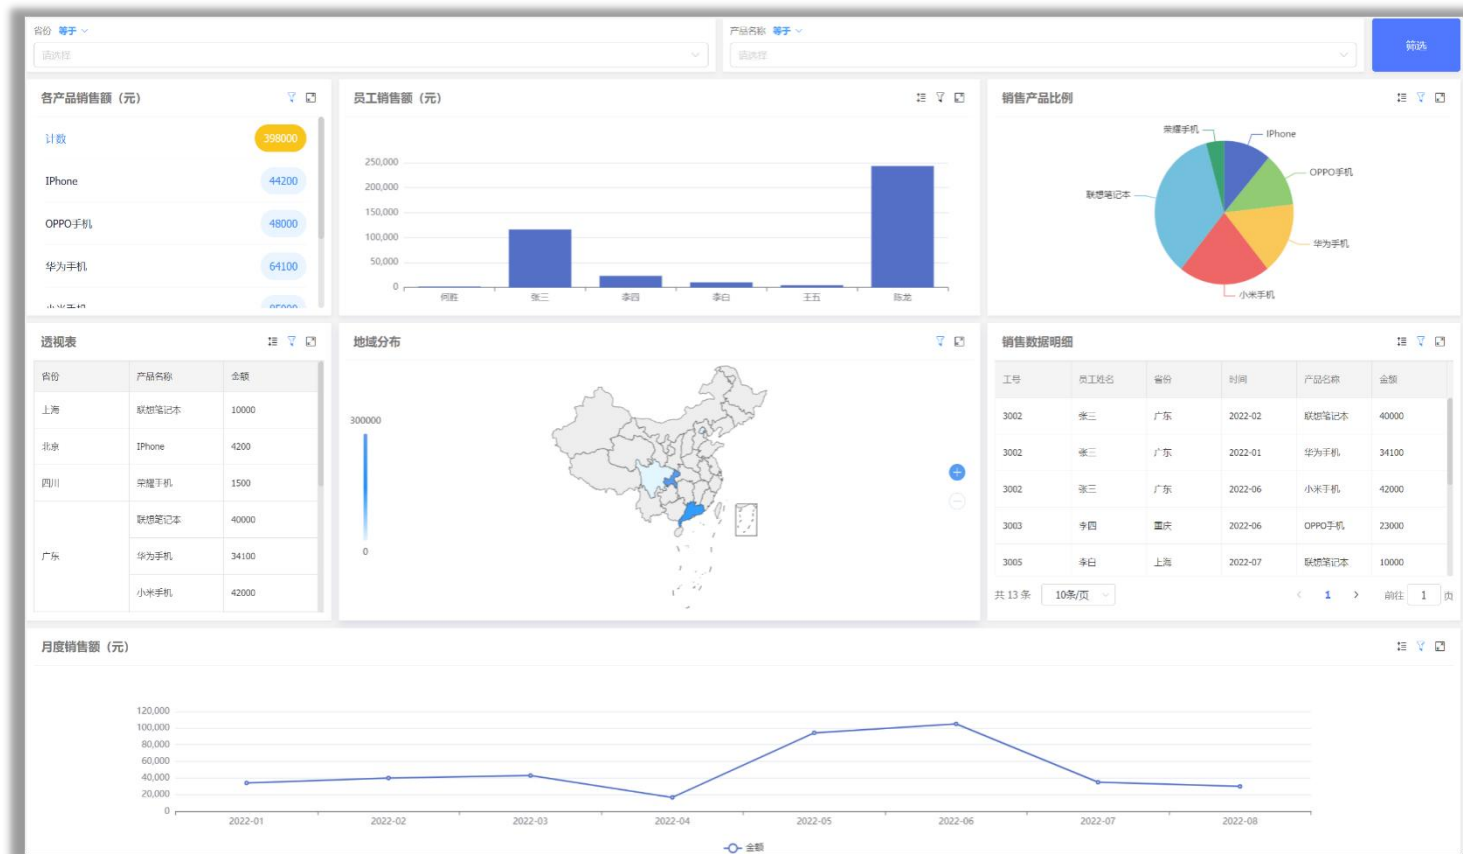 省份 等于
请选择
产品名称 等于
请选择
筛选
各产品销售额（元）
计数 398000
IPhone 44200
OPPO手机 48000
华为手机 64100
小米手机 85000
员工销售额（元）
250,000
200,000
150,000
100,000
50,000
0
何胜 张三 李四 李白 王五 陈龙
销售产品比例
荣耀手机
IPhone
OPPO手机
联想笔记本
华为手机
小米手机
透视表
省份 产品名称 金额
上海 联想笔记本 10000
北京 IPhone 4200
四川 荣耀手机 1500
联想笔记本 40000
广东 华为手机 34100
小米手机 42000
地域分布
300000
0
销售数据明细
工号 员工姓名 省份 时间 产品名称 金额
3002 张三 广东 2022-02 联想笔记本 40000
3002 张三 广东 2022-01 华为手机 34100
3002 张三 广东 2022-06 小米手机 42000
3003 李四 重庆 2022-06 OPPO手机 23000
3005 李白 上海 2022-07 联想笔记本 10000
共 13 条 10条/页 1 前往 1 页
月度销售额（元）
120,000
100,000
80,000
60,000
40,000
20,000
0
2022-01 2022-02 2022-03 2022-04 2022-05 2022-06 2022-07 2022-08
金额